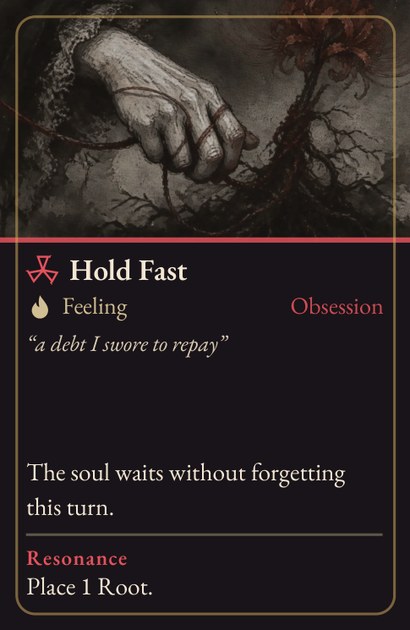 Hold Fast
Feeling Obsession
“a debt I swore to repay”
The soul waits without forgetting
this turn.
Resonance
Place 1 Root.